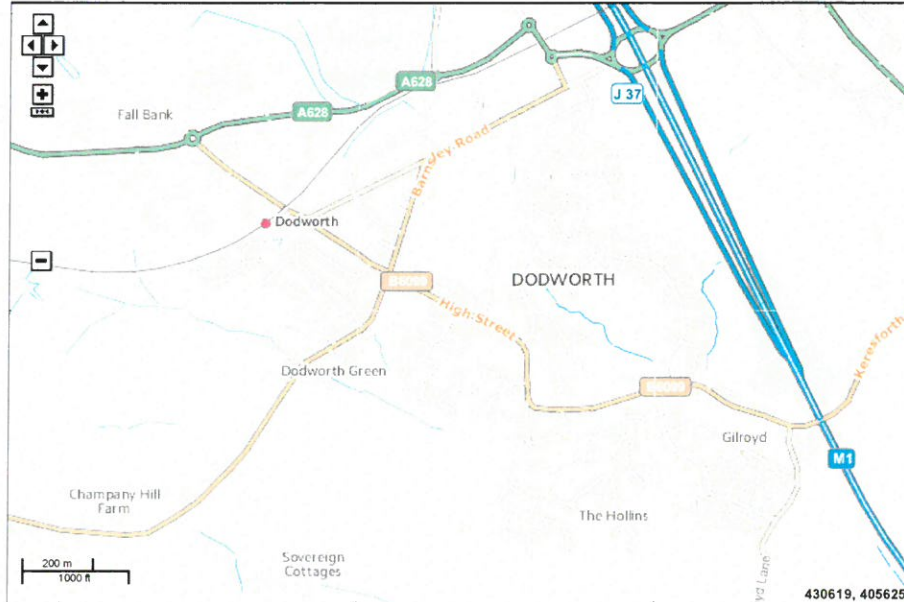 J 37
A628
A628
Fall Bank
Barnsley Road
Dodworth
DODWORTH
High Street
Keresforth
Dodworth Green
Gilroyd
M1
Champany Hill
Farm
The Hollins
Sovereign
Cottages
200 m
1000 ft
yd Lane
430619, 405625